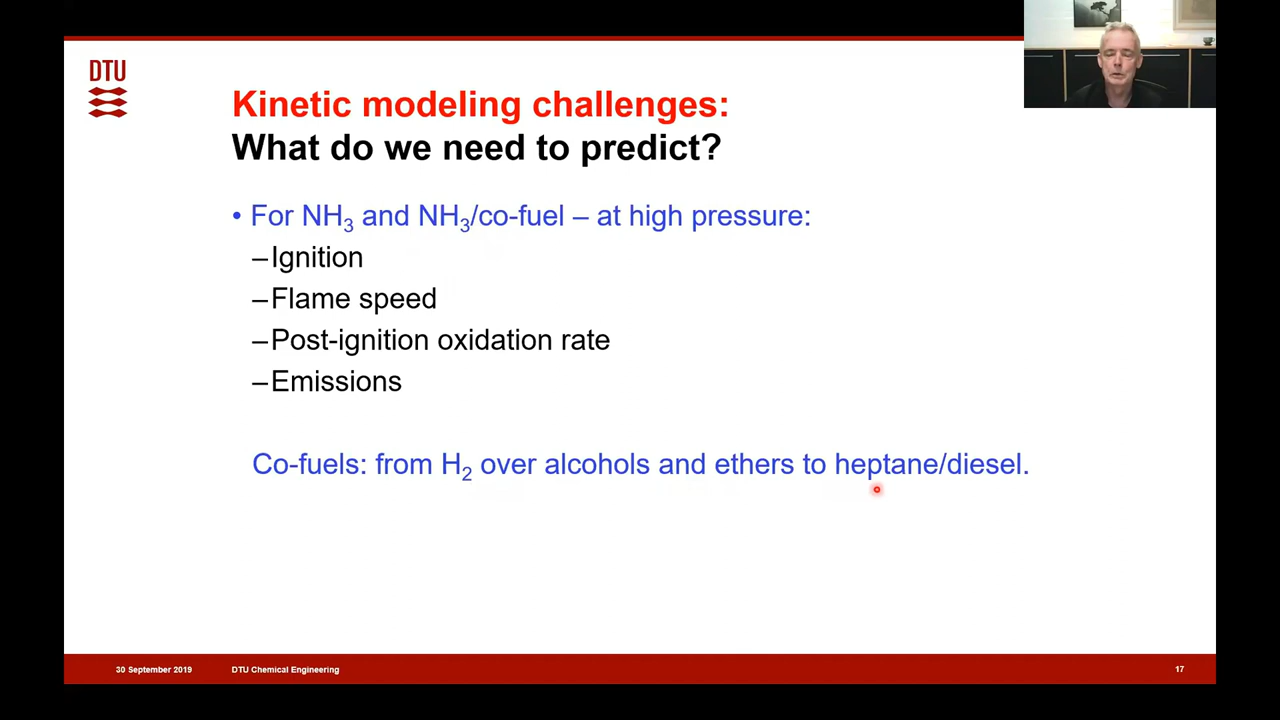 DTU
Kinetic modeling challenges:
What do we need to predict?
• For NH₃ and NH₃/co-fuel – at high pressure:
–Ignition
–Flame speed
–Post-ignition oxidation rate
–Emissions
Co-fuels: from H₂ over alcohols and ethers to heptane/diesel.
30 September 2019 DTU Chemical Engineering 17